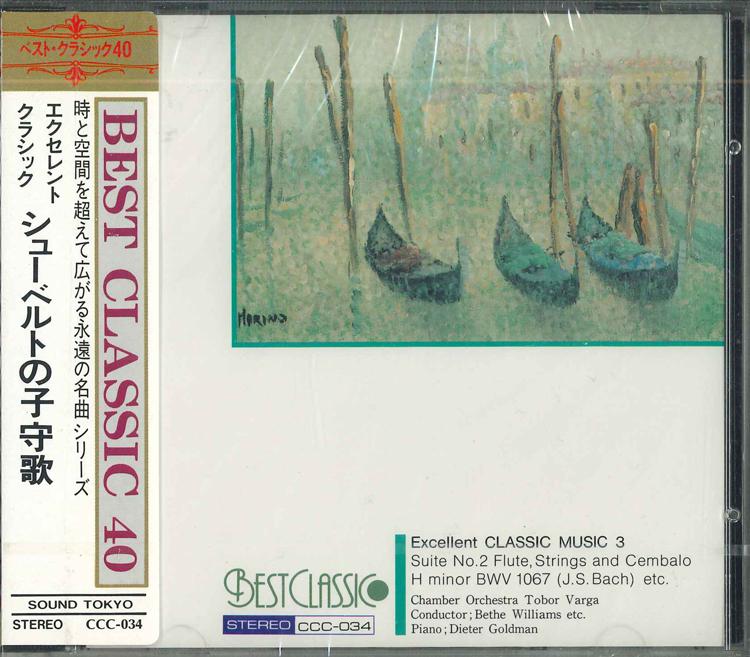 ベスト・クラシック40
BEST CLASSIC 40
時と空間を超えて広がる永遠の名曲シリーズ
エクセレント
クラシック
シューベルトの子守歌
SOUND TOKYO
STEREO CCC-034
MORINO
BEST CLASSIC
STEREO CCC-034
Excellent CLASSIC MUSIC 3
Suite No.2 Flute, Strings and Cembalo
H minor BWV 1067 (J.S.Bach) etc.
Chamber Orchestra Tobor Varga
Conductor; Bethe Williams etc.
Piano; Dieter Goldman